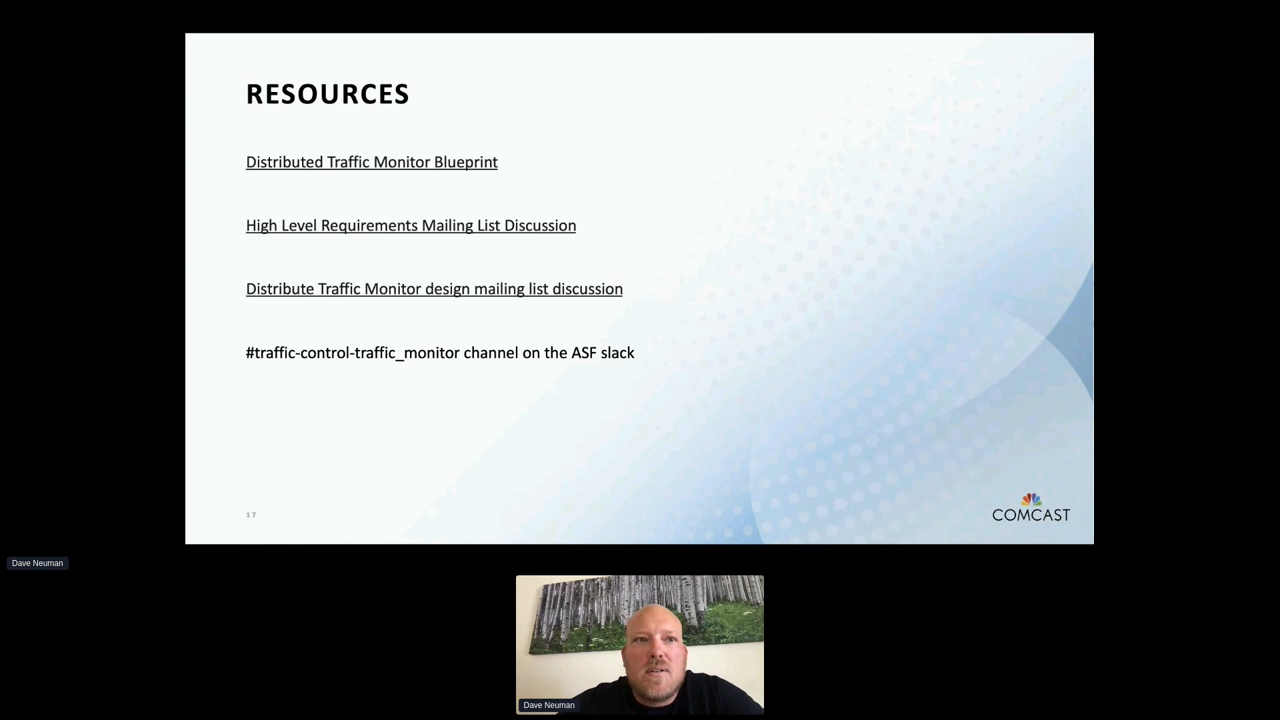 RESOURCES
Distributed Traffic Monitor Blueprint
High Level Requirements Mailing List Discussion
Distribute Traffic Monitor design mailing list discussion
#traffic-control-traffic_monitor channel on the ASF slack
17
COMCAST
Dave Neuman
Dave Neuman